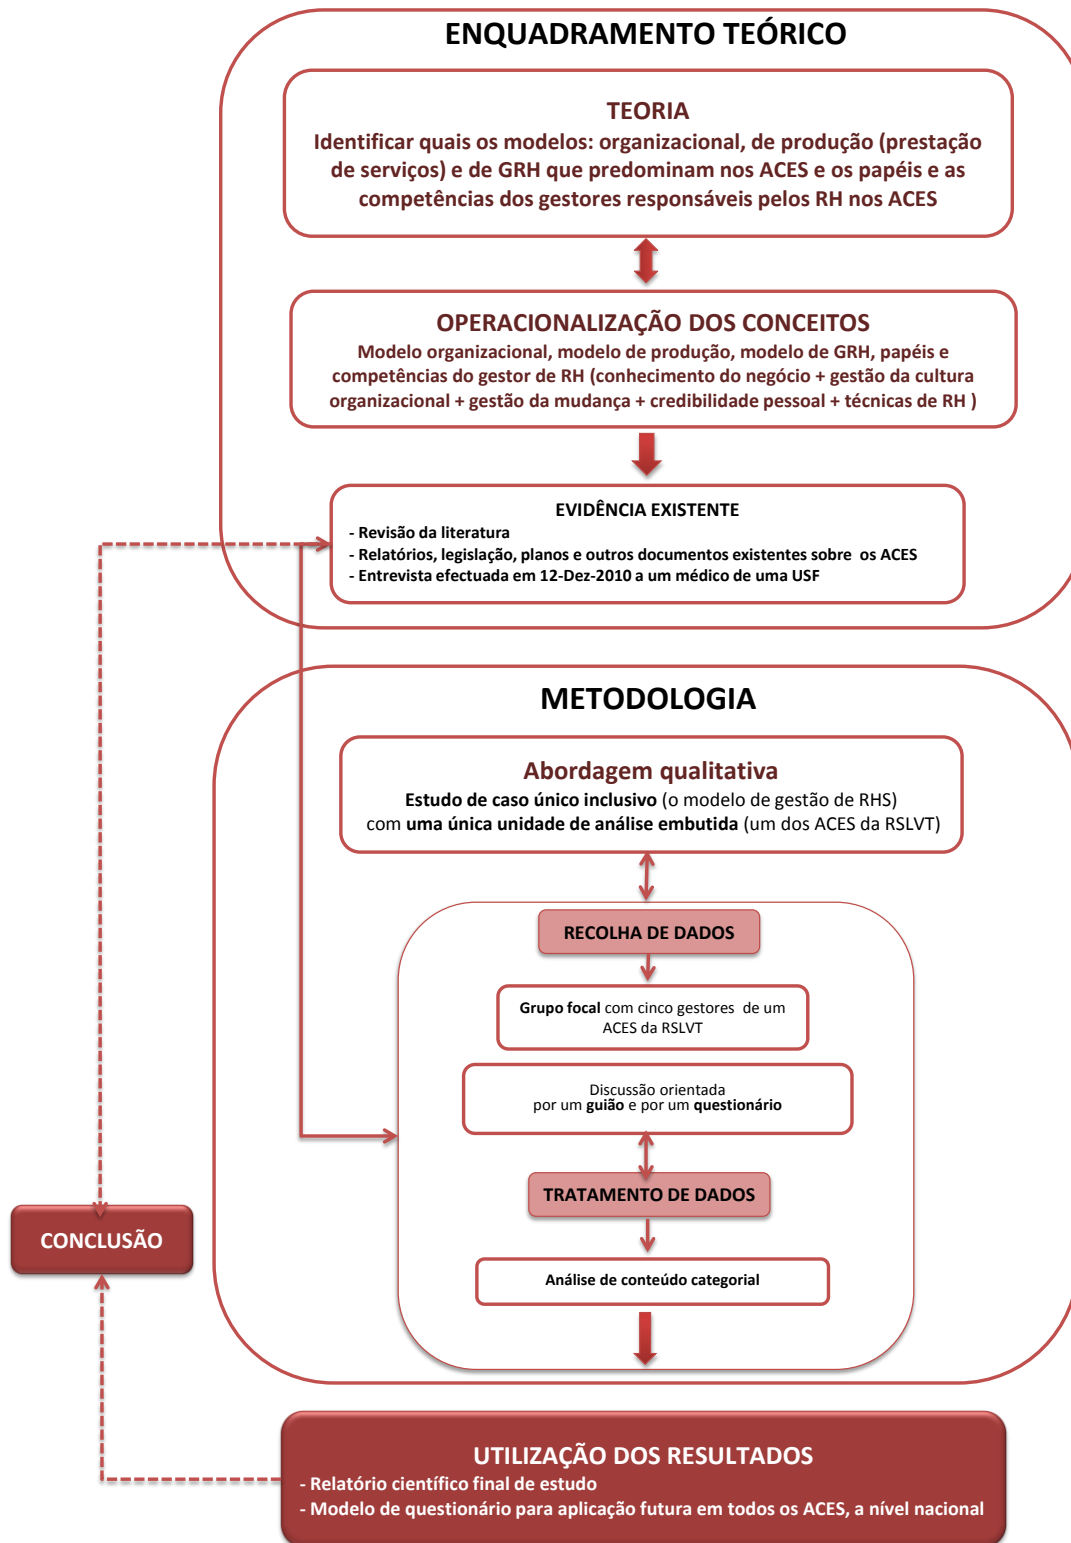 ENQUADRAMENTO TEÓRICO
TEORIA
Identificar quais os modelos: organizacional, de produção (prestação
de serviços) e de GRH que predominam nos ACES e os papéis e as
competências dos gestores responsáveis pelos RH nos ACES
OPERACIONALIZAÇÃO DOS CONCEITOS
Modelo organizacional, modelo de produção, modelo de GRH, papéis e
competências do gestor de RH (conhecimento do negócio + gestão da cultura
organizacional + gestão da mudança + credibilidade pessoal + técnicas de RH )
EVIDÊNCIA EXISTENTE
- Revisão da literatura
- Relatórios, legislação, planos e outros documentos existentes sobre os ACES
- Entrevista efectuada em 12-Dez-2010 a um médico de uma USF
METODOLOGIA
Abordagem qualitativa
Estudo de caso único inclusivo (o modelo de gestão de RHS)
com uma única unidade de análise embutida (um dos ACES da RSLVT)
RECOLHA DE DADOS
Grupo focal com cinco gestores de um
ACES da RSLVT
Discussão orientada
por um guião e por um questionário
TRATAMENTO DE DADOS
CONCLUSÃO
Análise de conteúdo categorial
UTILIZAÇÃO DOS RESULTADOS
- Relatório científico final de estudo
- Modelo de questionário para aplicação futura em todos os ACES, a nível nacional